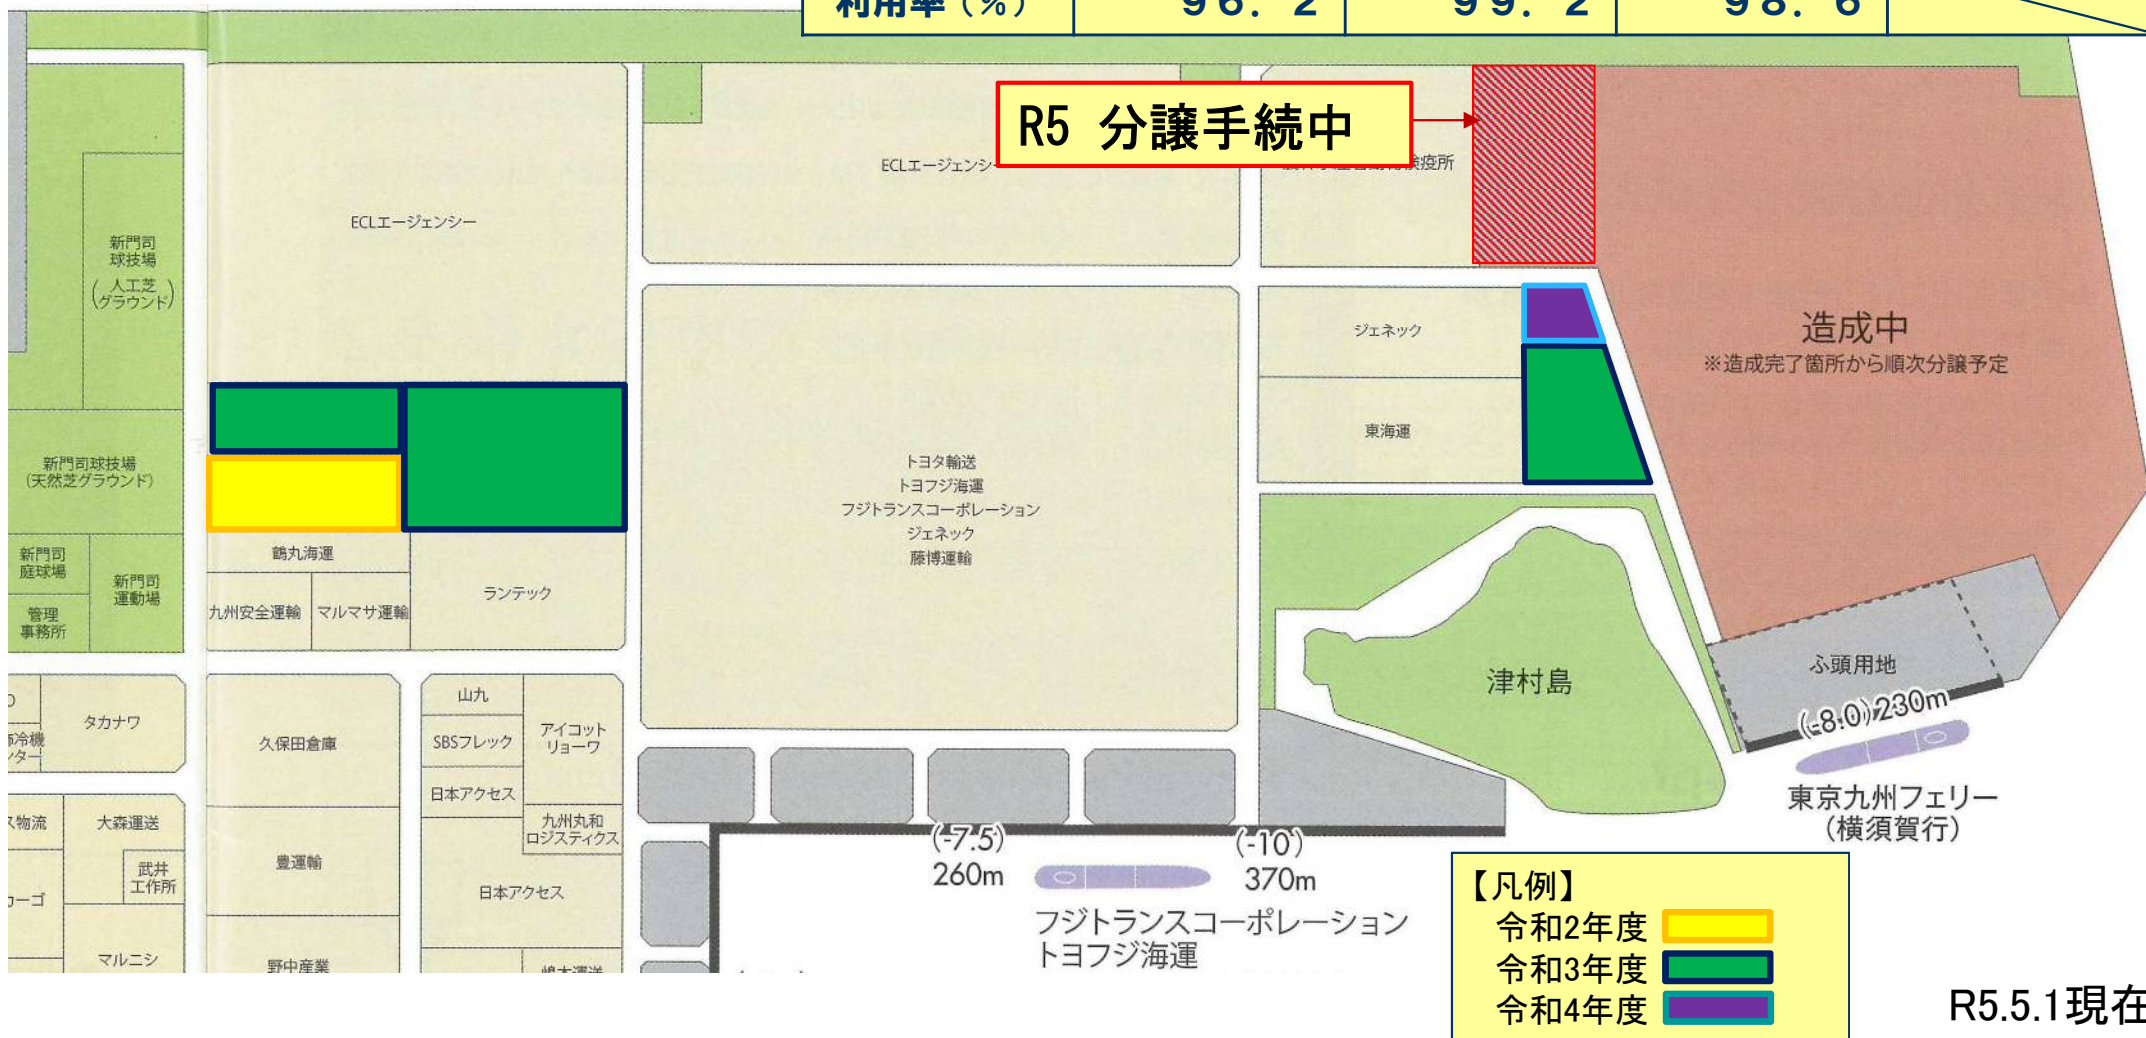 利用率(%) 96.2 99.2 98.6
R5 分譲手続中
ECLエージェンシー
ECLエージェンシー
検疫所
新門司
球技場
(人工芝
グラウンド)
ジェネック
造成中
※造成完了箇所から順次分譲予定
東海運
新門司球技場
(天然芝グラウンド)
トヨタ輸送
トヨフジ海運
フジトランスコーポレーション
ジェネック
藤博運輸
新門司
庭球場
新門司
運動場
管理
事務所
鶴丸海運
九州安全運輸
マルマサ運輸
ランテック
津村島
ふ頭用地
(-8.0)230m
東京九州フェリー
(横須賀行)
タカナワ
久保田倉庫
山九
SBSフレック
アイコット
リョーワ
日本アクセス
九州丸和
ロジスティクス
物流
大森運送
武井
工作所
豊運輸
日本アクセス
マルニシ
野中産業
(-7.5)
260m
(-10)
370m
フジトランスコーポレーション
トヨフジ海運
【凡例】
令和2年度
令和3年度
令和4年度
R5.5.1現在